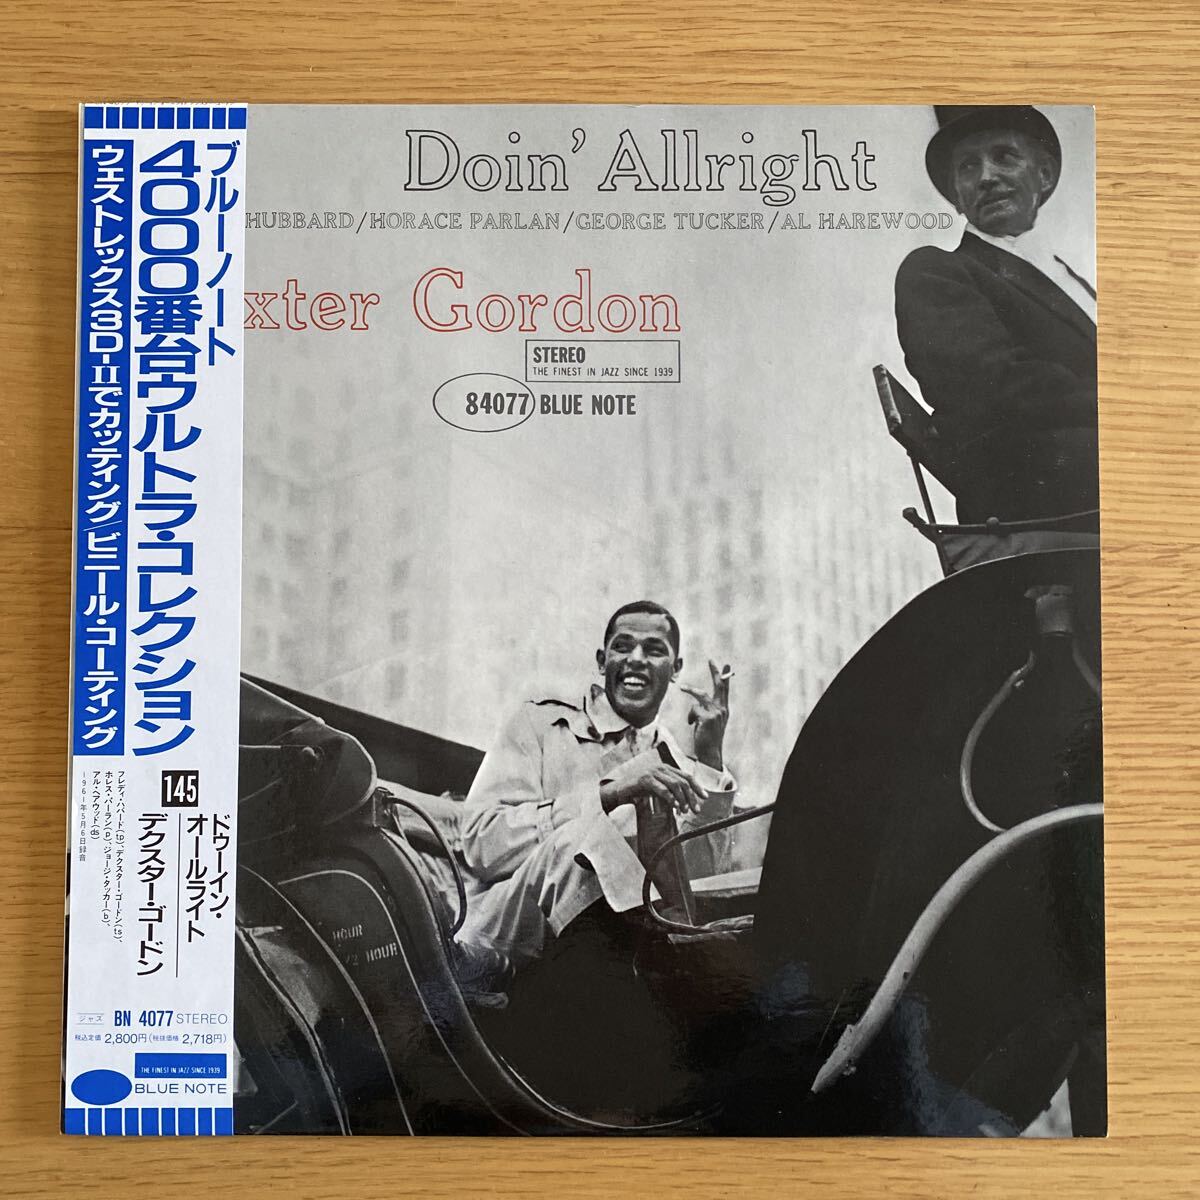 ブルーノート
4000番台ウルトラ・コレクション
ウェストレックス3D-IIでカッティング/ビニール・コーティング
145
ドゥーイン・
オールライト
デクスター・ゴードン
フレディ・ハバード(tp)、デクスター・ゴードン(ts)、
ホレス・パーラン(p)、ジョージ・タッカー(b)、
アル・ヘアウッド(ds)
1961年5月6日録音
ジャズ BN 4077 STEREO
税込定価 2,800円(税抜価格 2,718円)
THE FINEST IN JAZZ SINCE 1939
BLUE NOTE
Doin' Allright
HUBBARD/HORACE PARLAN/GEORGE TUCKER/AL HAREWOOD
xter Gordon
STEREO
THE FINEST IN JAZZ SINCE 1939
84077 BLUE NOTE
HOUR
1/2 HOUR